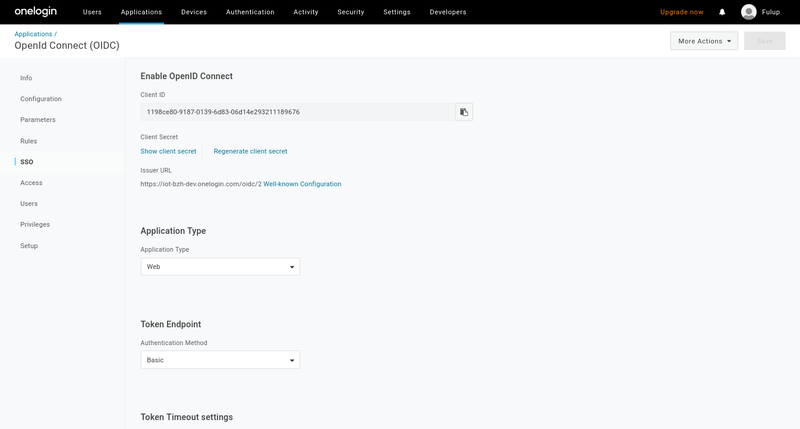 onelogin Users Applications Devices Authentication Activity Security Settings Developers Upgrade now Fulup
Applications /
OpenId Connect (OIDC)
More Actions
Save
Info
Configuration
Parameters
Rules
SSO
Access
Users
Privileges
Setup
Enable OpenID Connect
Client ID
1198ce80-9187-0139-6d83-06d14e293211189676
Client Secret
Show client secret Regenerate client secret
Issuer URL
https://iot-bzh-dev.onelogin.com/oidc/2 Well-known Configuration
Application Type
Application Type
Web
Token Endpoint
Authentication Method
Basic
Token Timeout settings